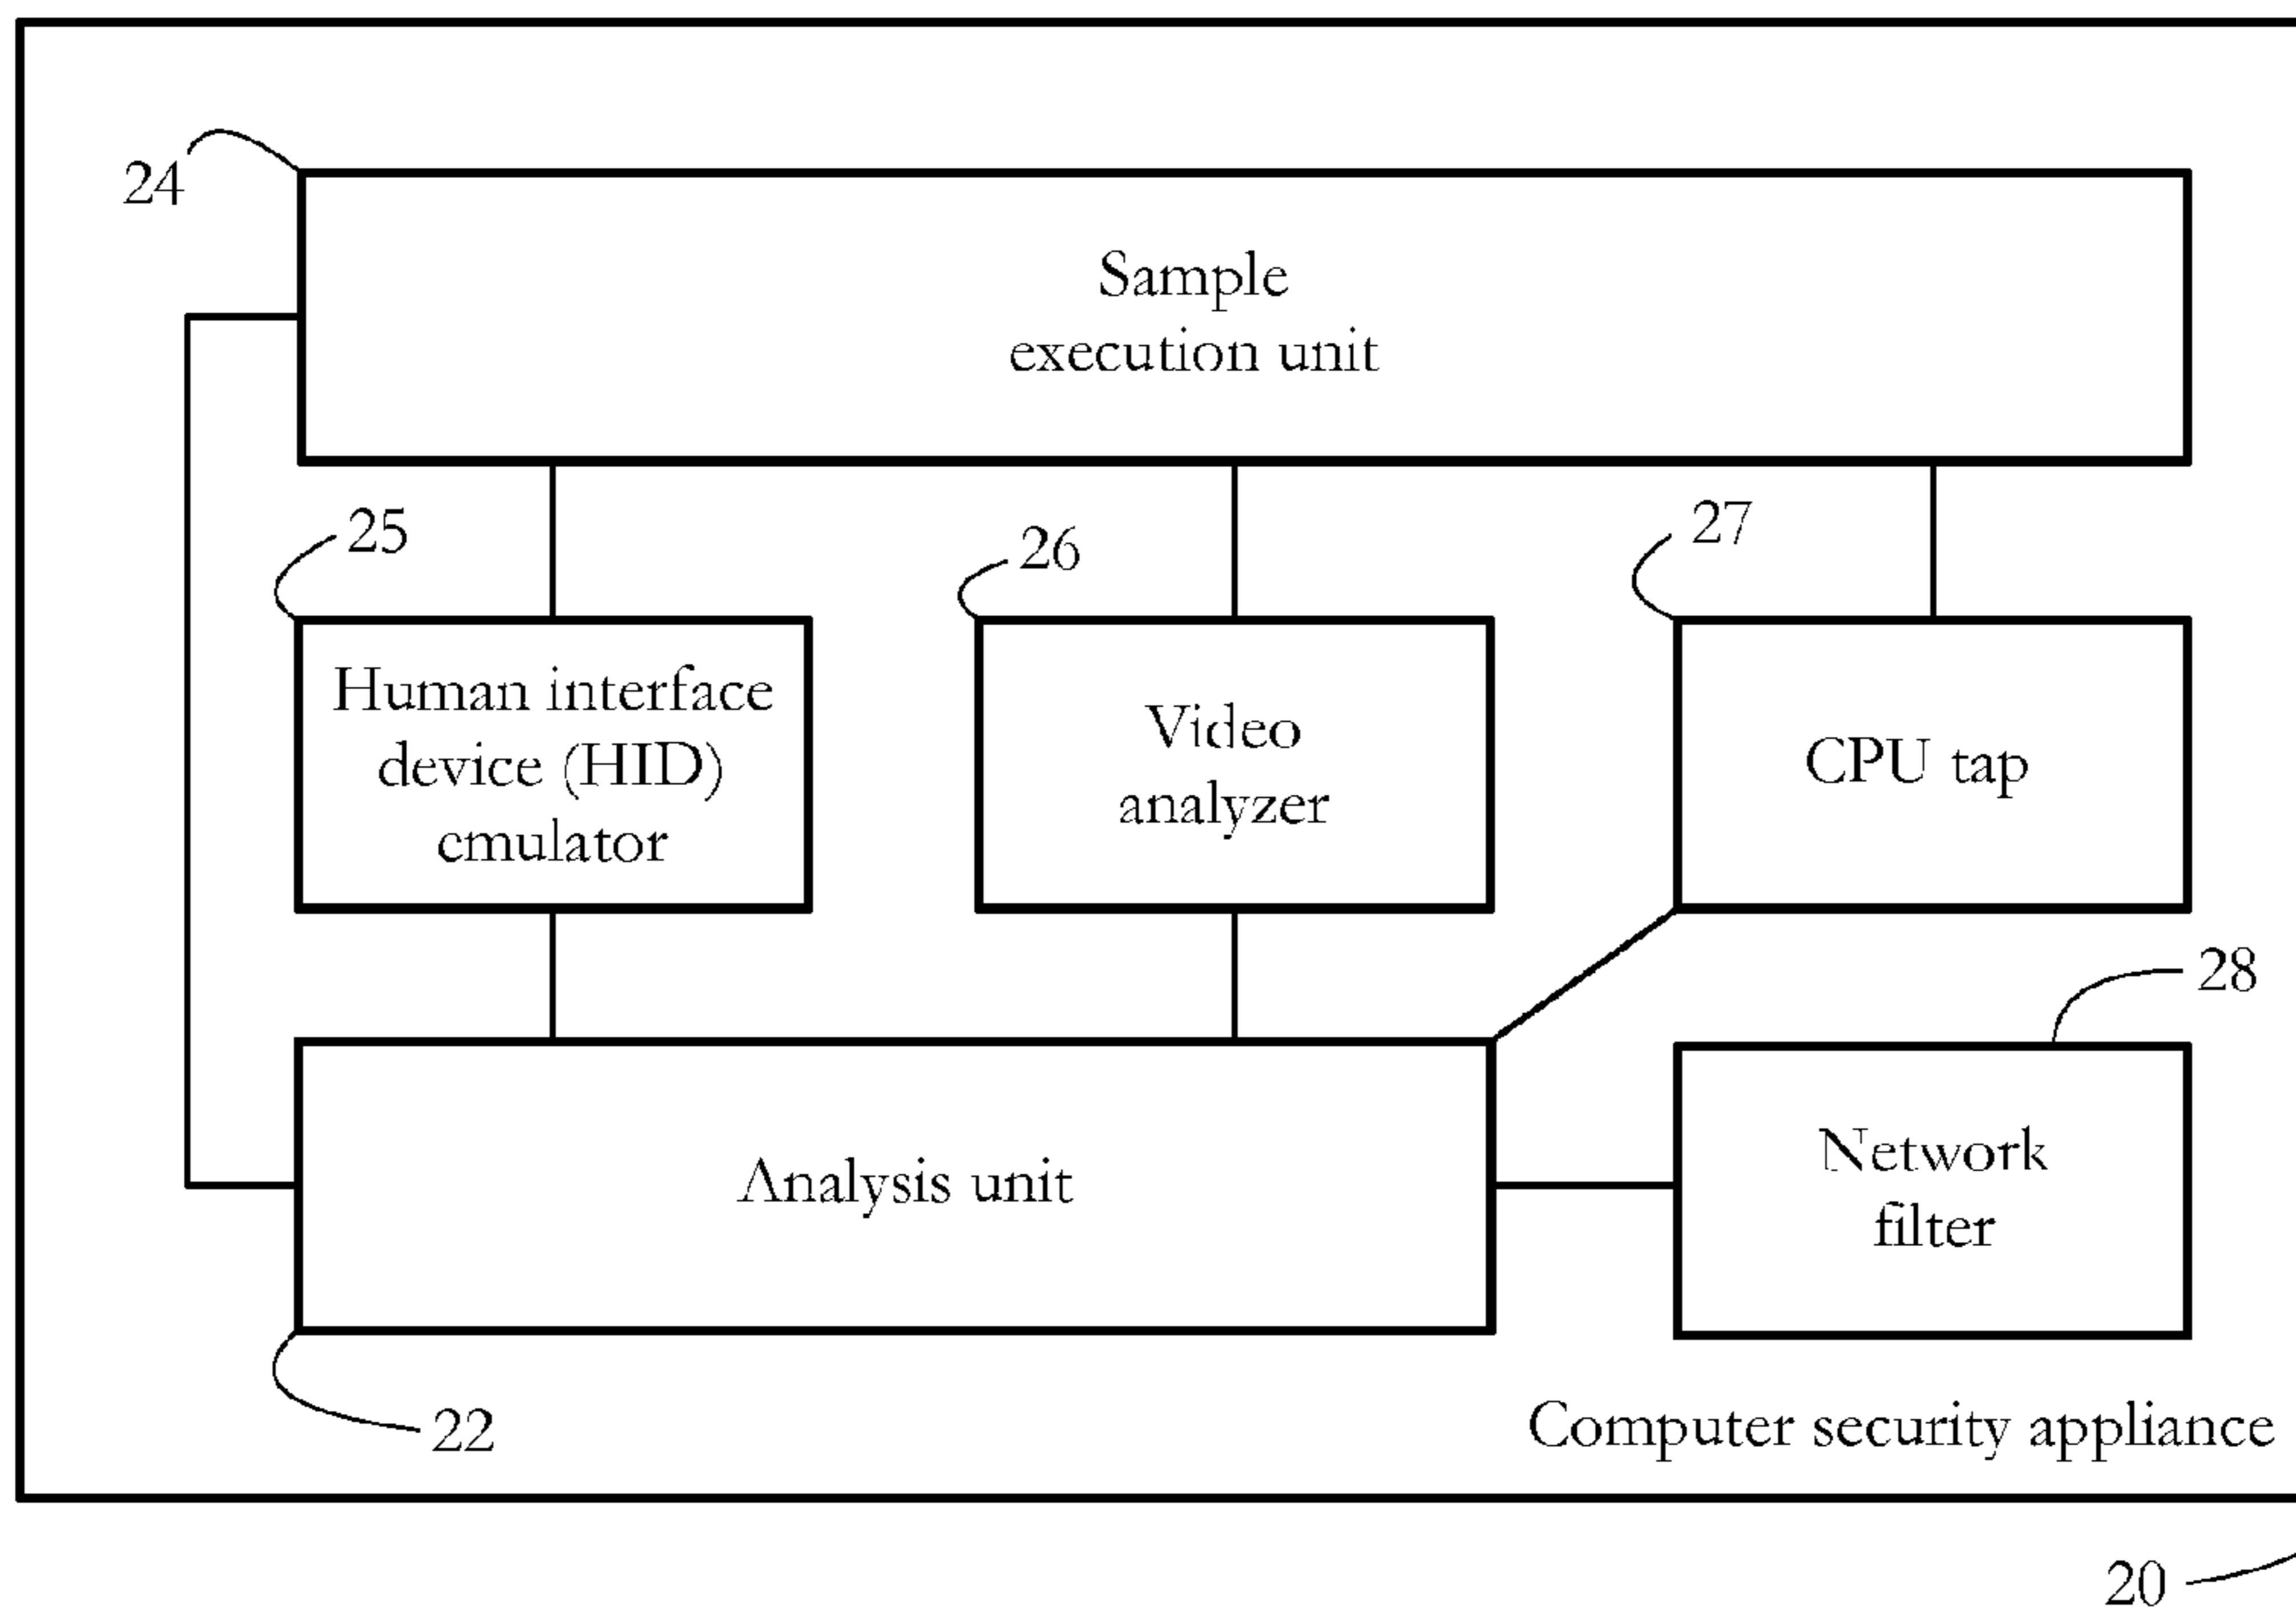 24
Sample
execution unit
25
26
27
Human interface
device (HID)
emulator
Video
analyzer
CPU tap
28
Analysis unit
Network
filter
22
Computer security appliance
20